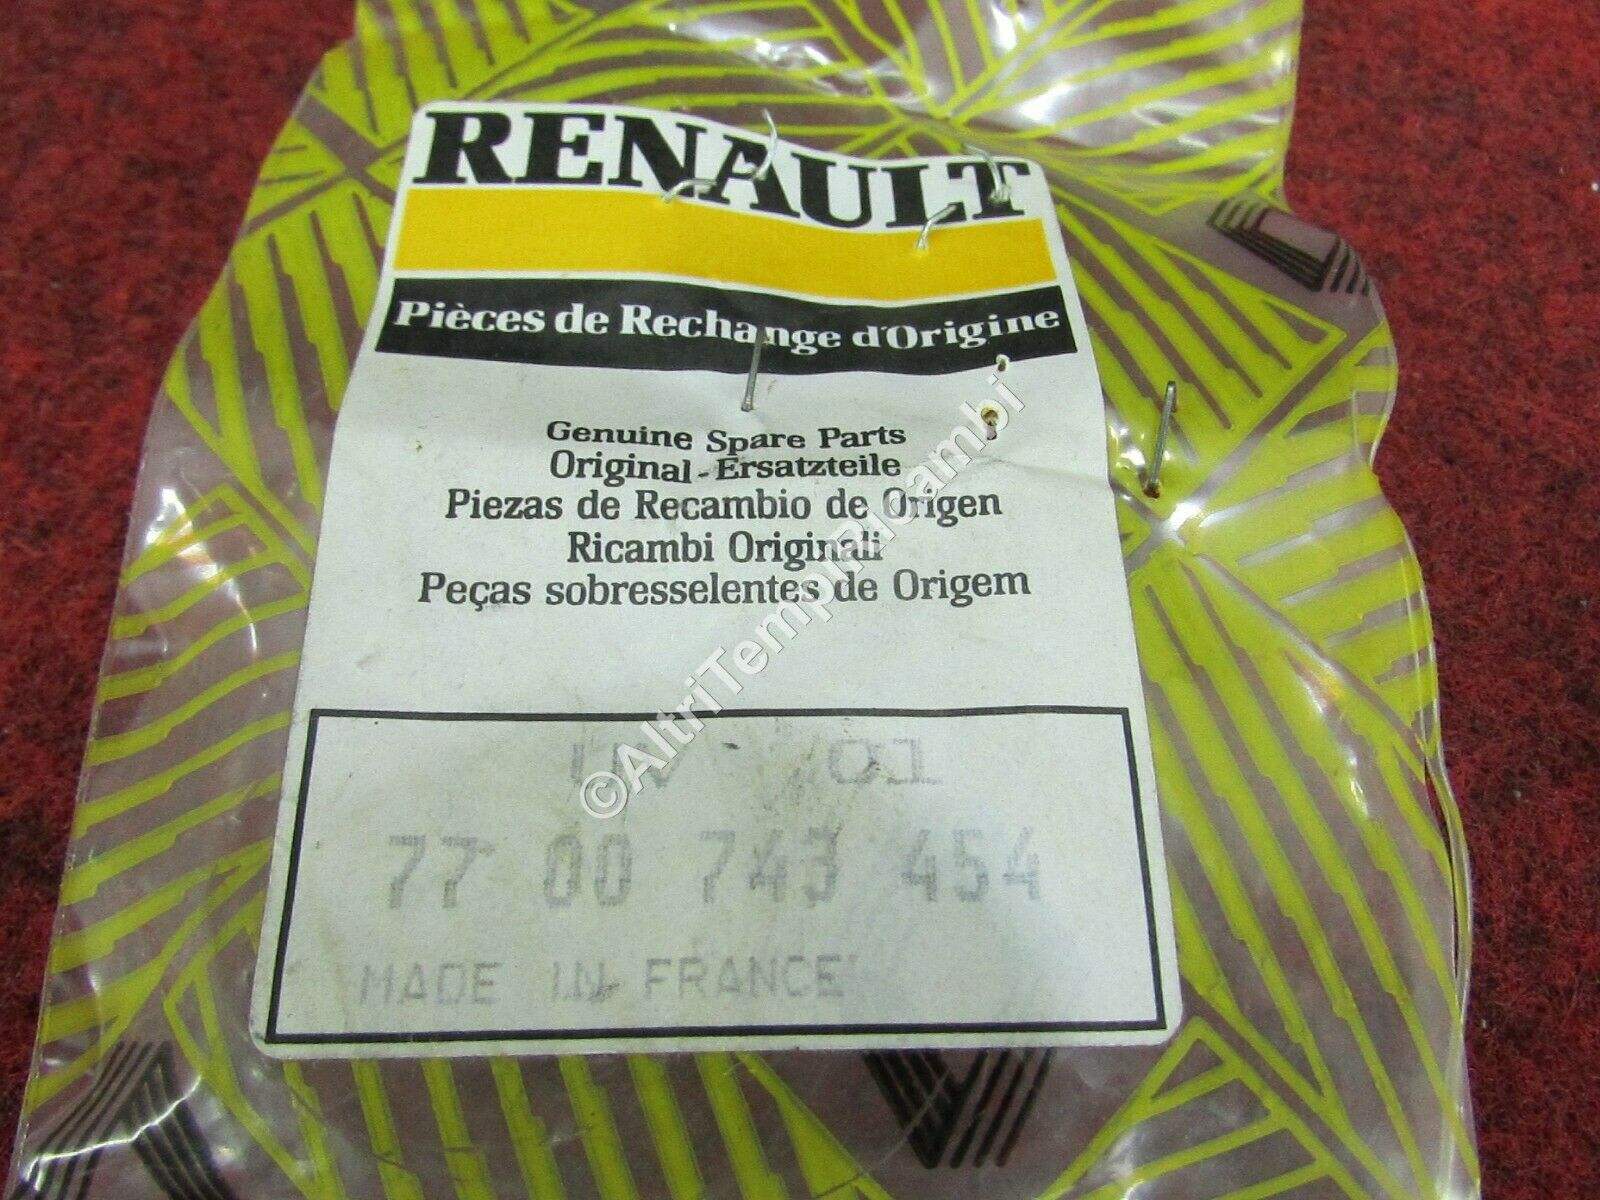 RENAULT
Pièces de Rechange d'Origine
Genuine Spare Parts
Original-Ersatzteile
Piezas de Recambio de Origen
Ricambi Originali
Peças sobresselentes de Origem
01
77 00 743 454
MADE IN FRANCE
©AltriTempiRicambi